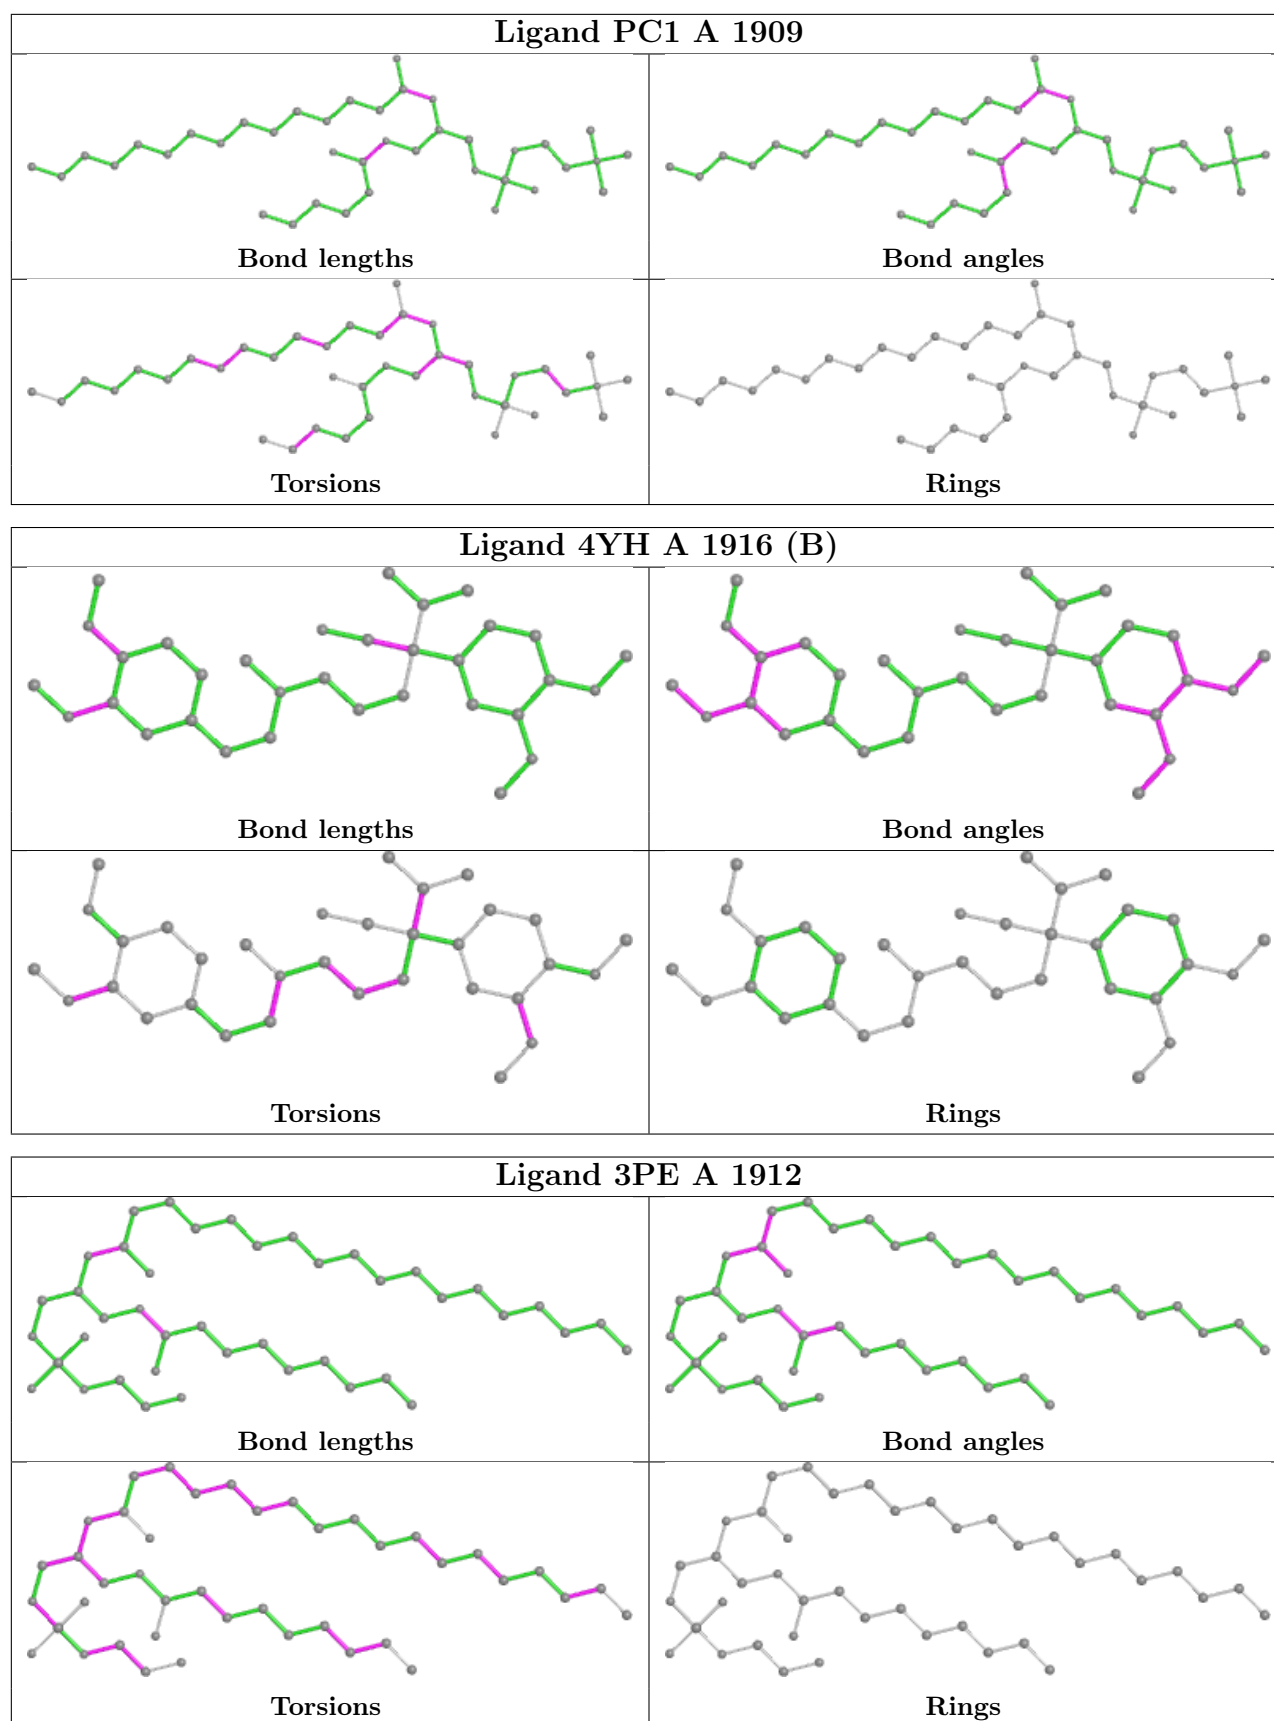 Ligand PC1 A 1909
Bond lengths
Bond angles
Torsions
Rings
Ligand 4YH A 1916 (B)
Bond lengths
Bond angles
Torsions
Rings
Ligand 3PE A 1912
Bond lengths
Bond angles
Torsions
Rings